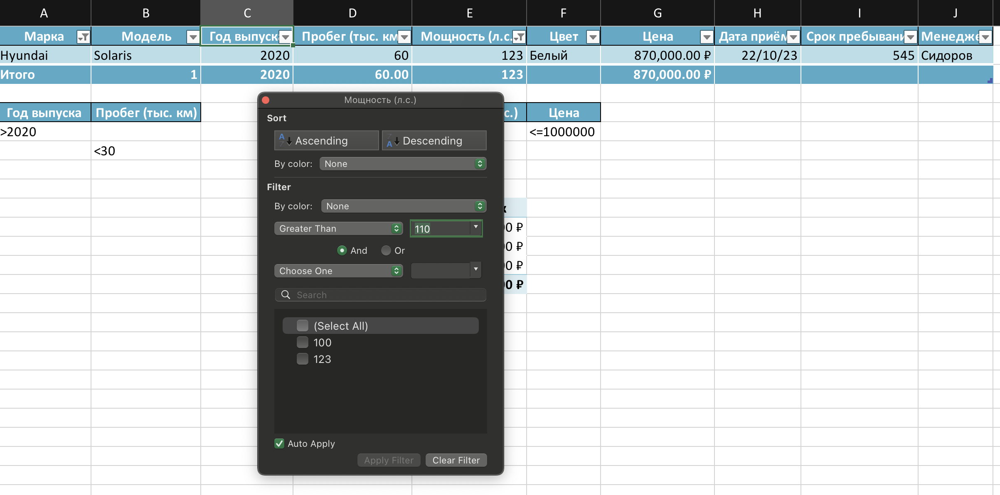 A B C D E F G H I J
Марка Модель Год выпуск Пробег (тыс. км Мощность (л.с. Цвет Цена Дата приём Срок пребывани Менедже
Hyundai Solaris 2020 60 123 Белый 870,000.00 ₽ 22/10/23 545 Сидоров
Итого 1 2020 60.00 123 870,000.00 ₽
Мощность (л.с.)
Год выпуска Пробег (тыс. км) с.) Цена
Sort
>2020 <=1000000
Ascending Descending
<30
By color: None
Filter
By color: None
Greater Than 110 0 ₽
And Or 0 ₽
Choose One 0 ₽
0 ₽
Search
(Select All)
100
123
Auto Apply
Apply Filter Clear Filter